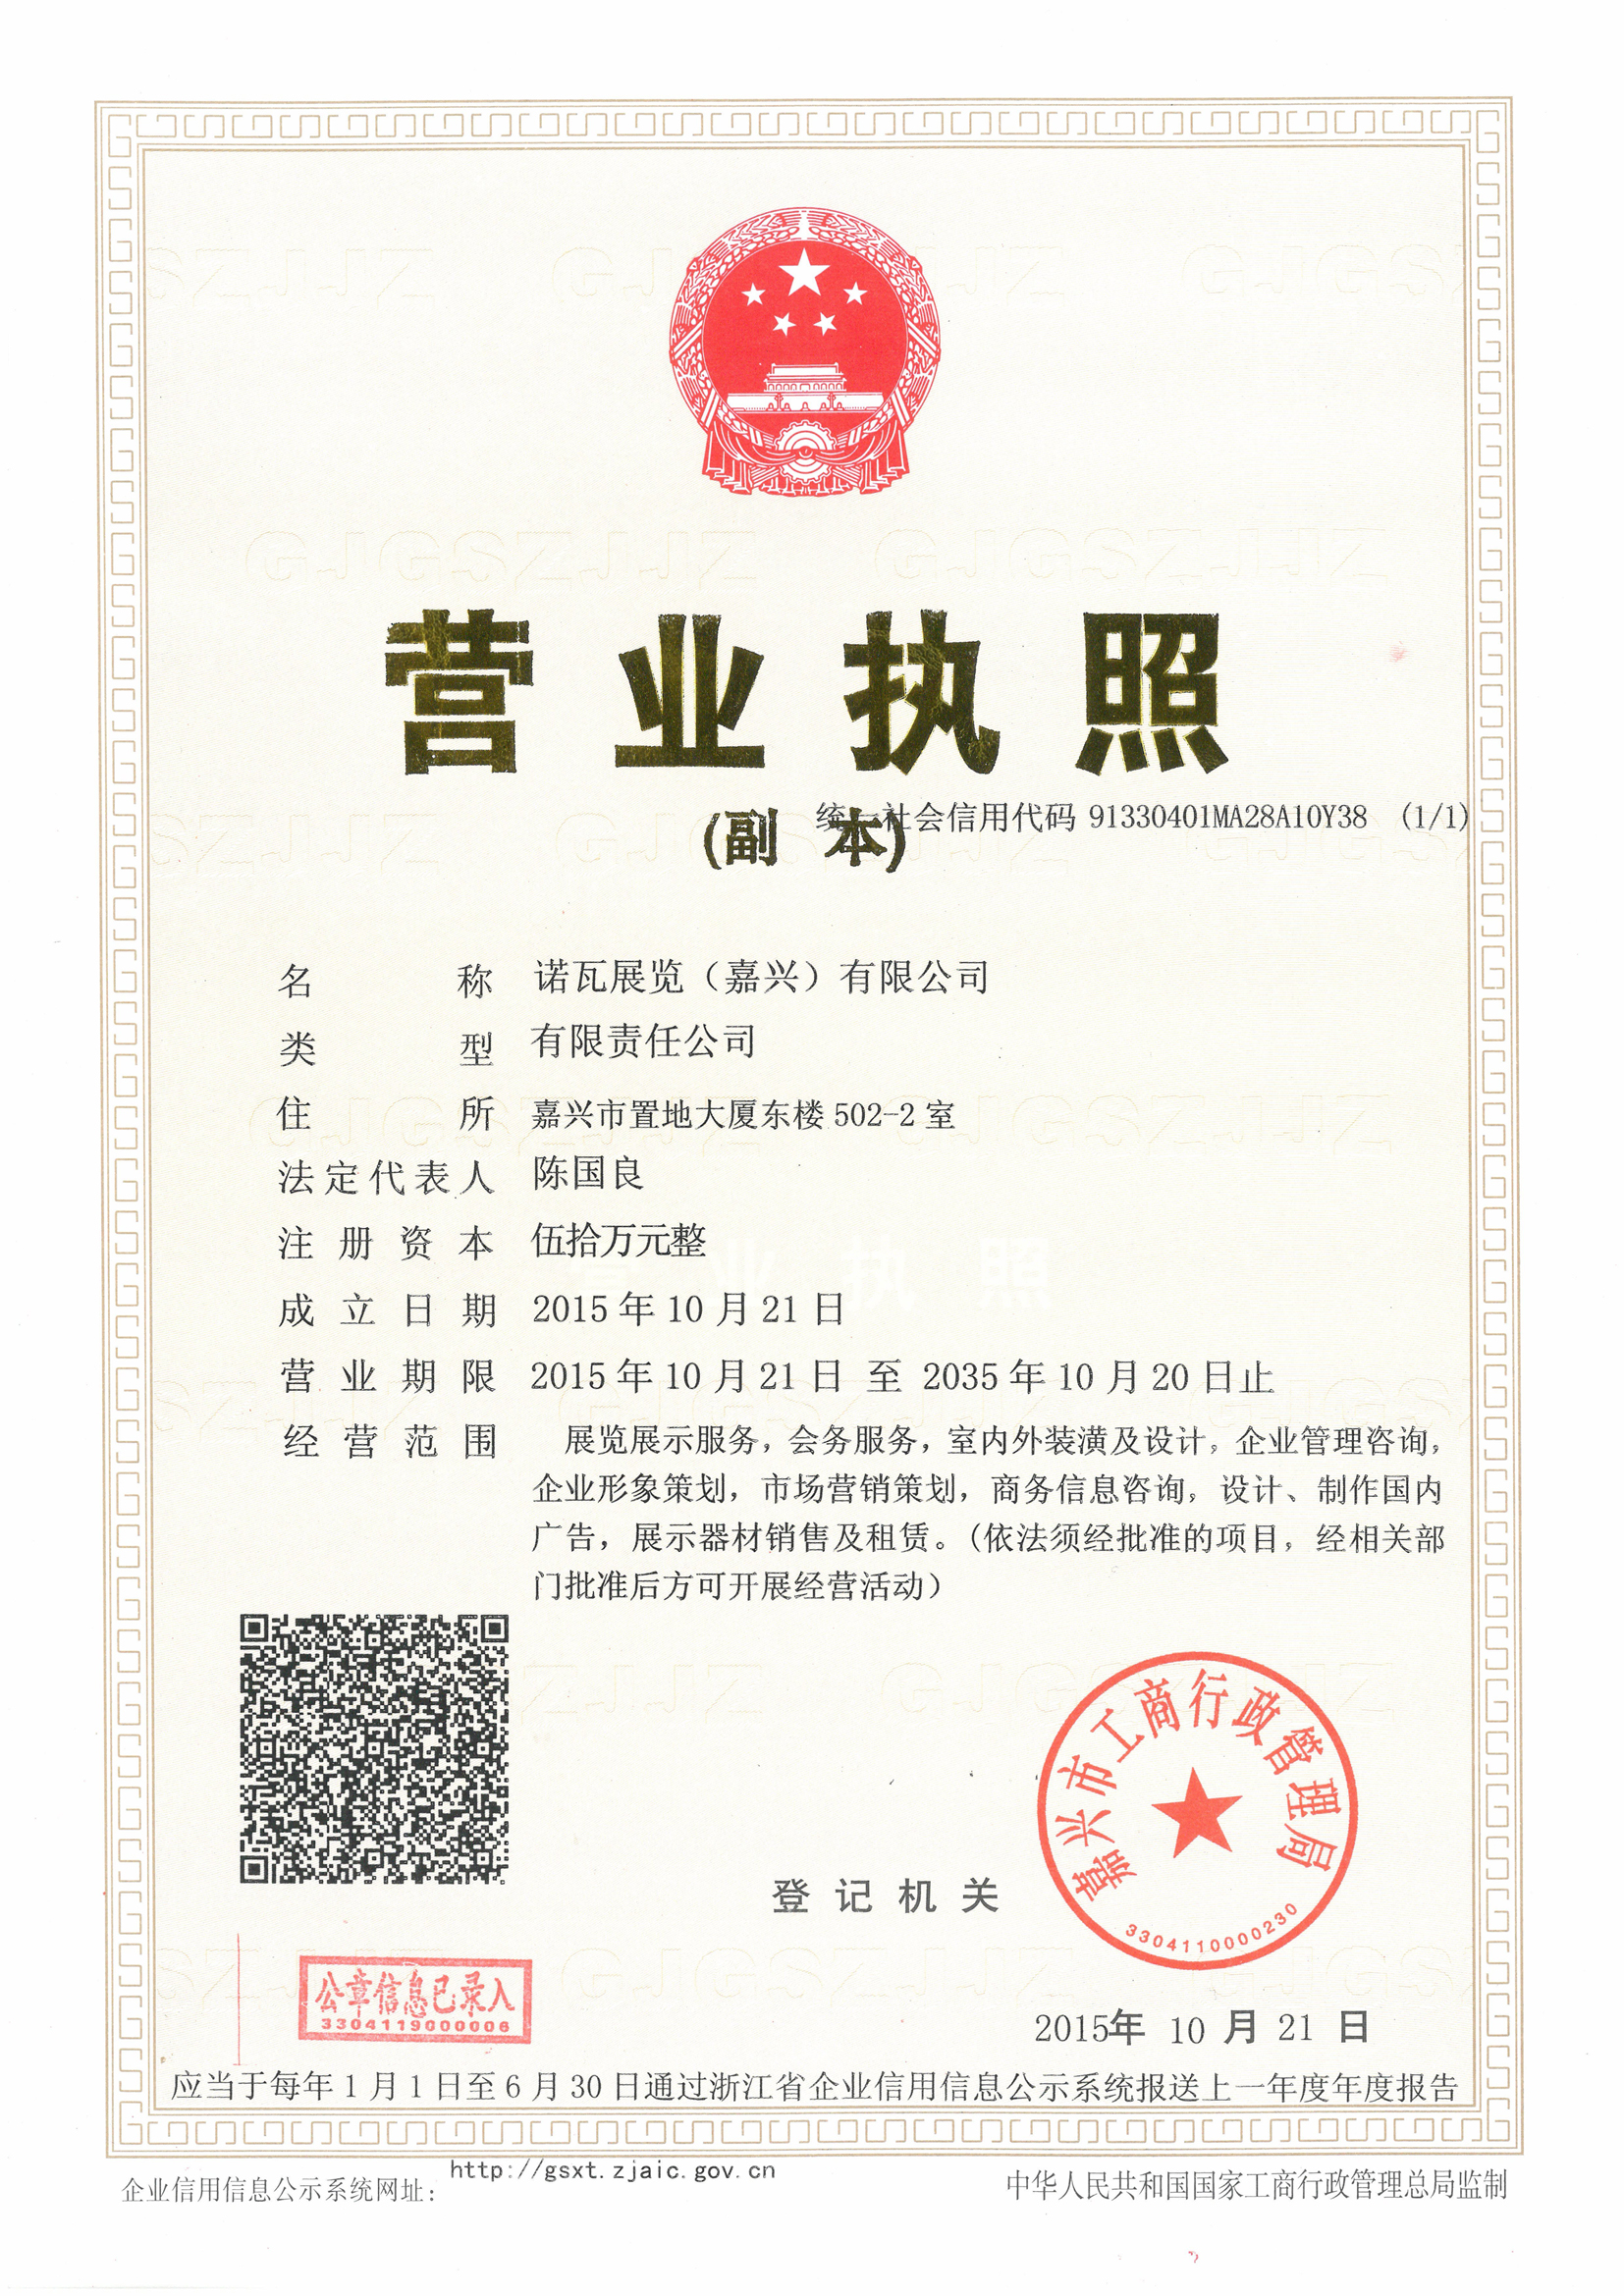 营业执照
(副 本)
统一社会信用代码 91330401MA28A10Y38 (1/1)
名称 诺瓦展览（嘉兴）有限公司
类型 有限责任公司
住所 嘉兴市置地大厦东楼 502-2 室
法定代表人 陈国良
注册资本 伍拾万元整
成立日期 2015 年 10 月 21 日
营业期限 2015 年 10 月 21 日 至 2035 年 10 月 20 日止
经营范围 展览展示服务，会务服务，室内外装潢及设计，企业管理咨询，
企业形象策划，市场营销策划，商务信息咨询，设计、制作国内
广告，展示器材销售及租赁。（依法须经批准的项目，经相关部
门批准后方可开展经营活动）
嘉兴市工商行政管理局
3304110000230
登记机关
公章信息已录入
3304119000006
2015年 10 月 21 日
应当于每年 1 月 1 日至 6 月 30 日通过浙江省企业信用信息公示系统报送上一年度年度报告
企业信用信息公示系统网址：http://gsxt.zjaic.gov.cn
中华人民共和国国家工商行政管理总局监制